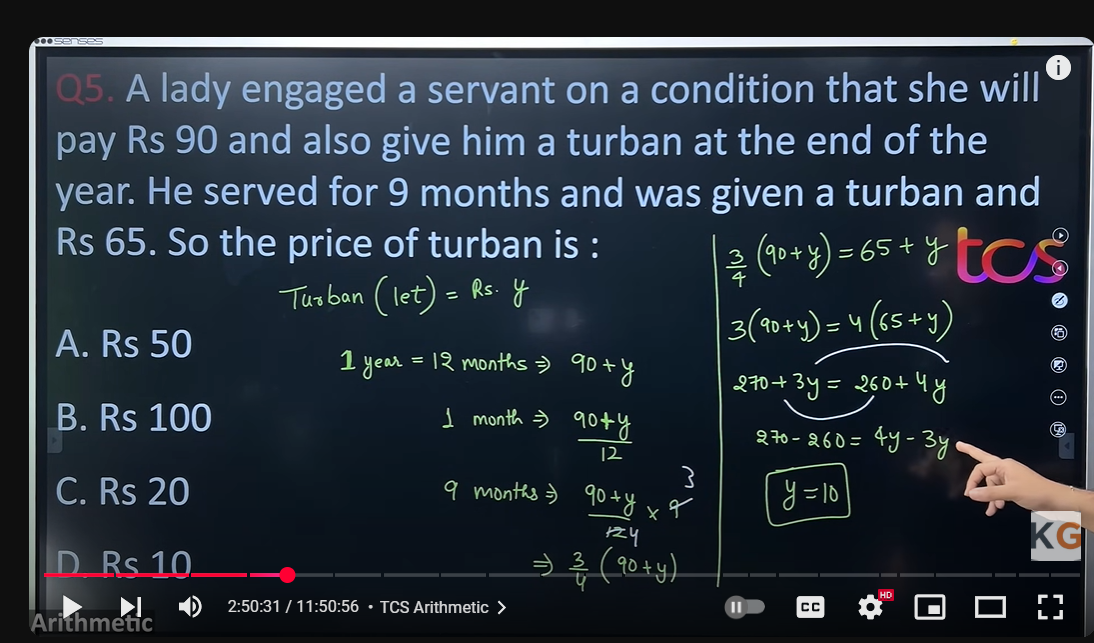 senses
Q5. A lady engaged a servant on a condition that she will
pay Rs 90 and also give him a turban at the end of the
year. He served for 9 months and was given a turban and
Rs 65. So the price of turban is :
tcs
Turban (let) = Rs. y
A. Rs 50
B. Rs 100
C. Rs 20
D. Rs 10
1 year = 12 months ⇒ 90+y
1 month ⇒ 90+y
12
9 months ⇒ 90+y × 9 3
12 4
⇒ 3/4 (90+y)
3/4 (90+y) = 65+y
3(90+y) = 4(65+y)
270+3y = 260+4y
270-260 = 4y-3y
y=10
KG
2:50:31 / 11:50:56 • TCS Arithmetic >
CC
HD
Arithmetic